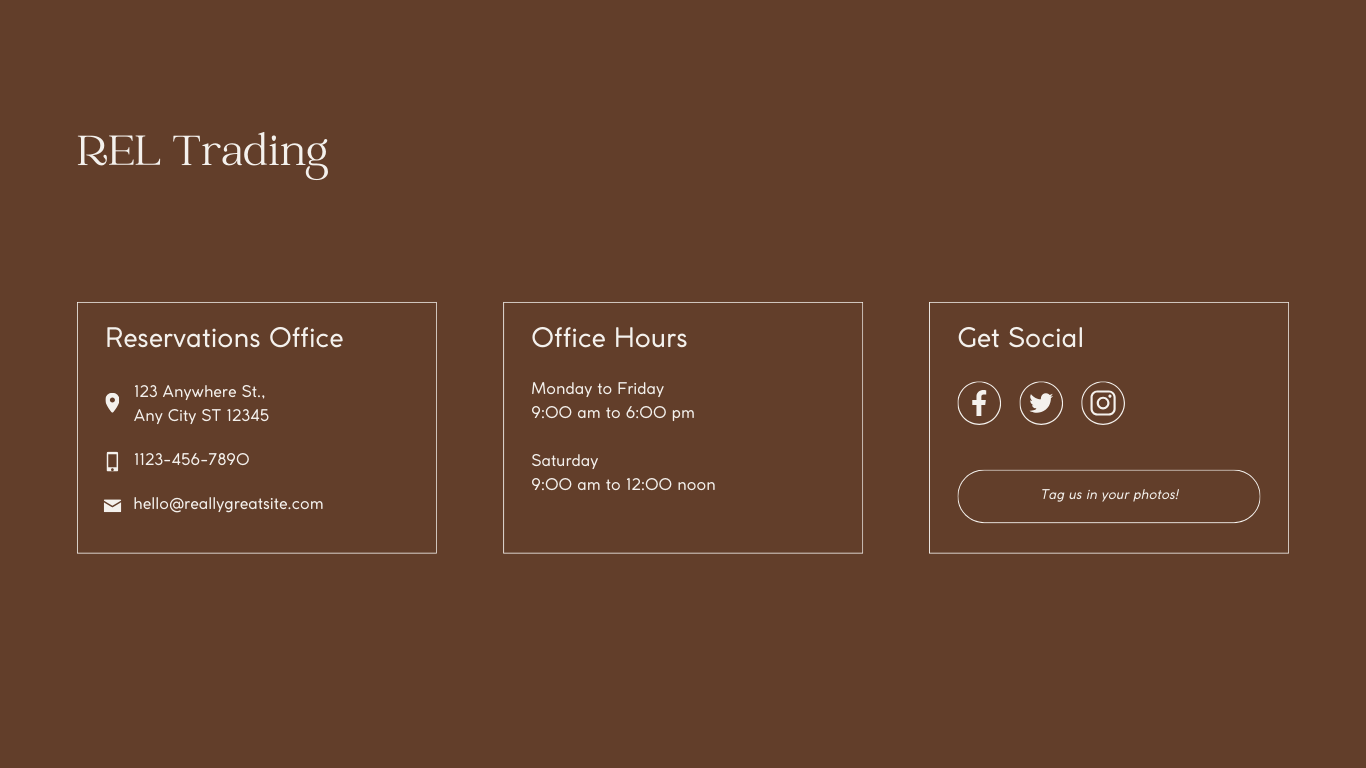 REL Trading
Reservations Office
123 Anywhere St.,
Any City ST 12345
1123-456-7890
hello@reallygreatsite.com
Office Hours
Monday to Friday
9:00 am to 6:00 pm
Saturday
9:00 am to 12:00 noon
Get Social
Tag us in your photos!